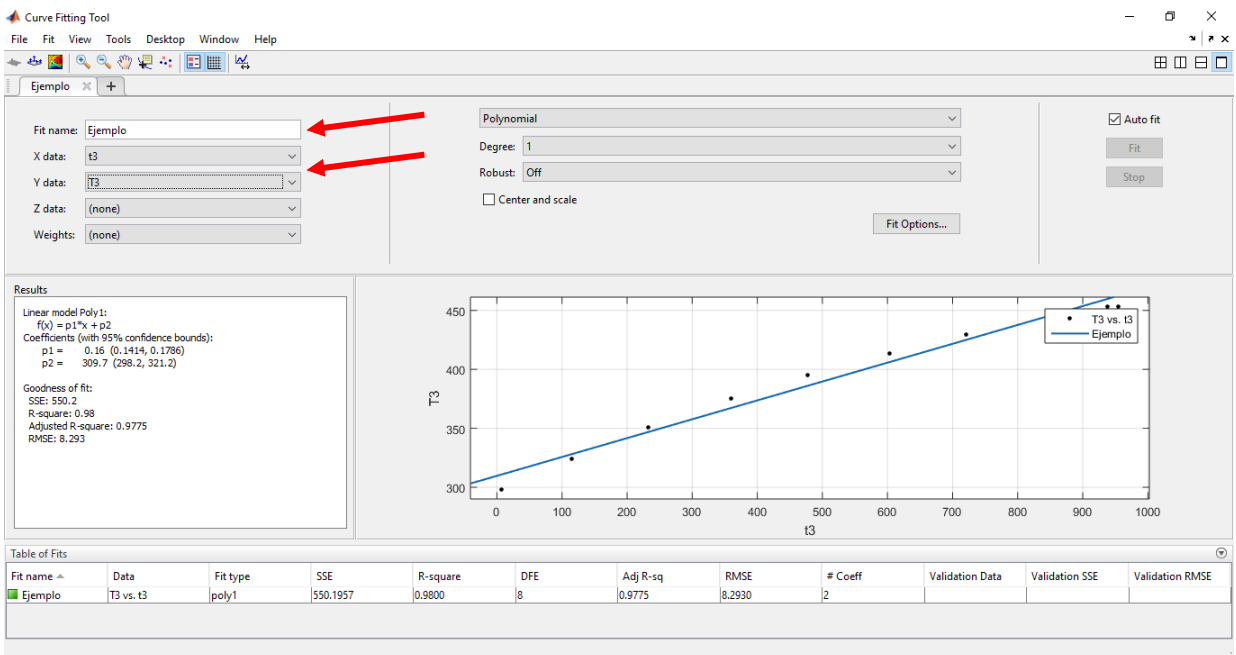 Curve Fitting Tool
File Fit View Tools Desktop Window Help
Ejemplo
Fit name: Ejemplo
X data: t3
Y data: T3
Z data: (none)
Weights: (none)
Polynomial
Degree: 1
Robust: Off
Center and scale
Fit Options...
Auto fit
Fit
Stop
Results
Linear model Poly1:
f(x) = p1*x + p2
Coefficients (with 95% confidence bounds):
p1 = 0.16 (0.1414, 0.1786)
p2 = 309.7 (298.2, 321.2)
Goodness of fit:
SSE: 550.2
R-square: 0.98
Adjusted R-square: 0.9775
RMSE: 8.293
450
400
350
300
T3
T3 vs. t3
Ejemplo
0 100 200 300 400 500 600 700 800 900 1000
t3
Table of Fits
Fit name Data Fit type SSE R-square DFE Adj R-sq RMSE # Coeff Validation Data Validation SSE Validation RMSE
Ejemplo T3 vs. t3 poly1 550.1957 0.9800 8 0.9775 8.2930 2